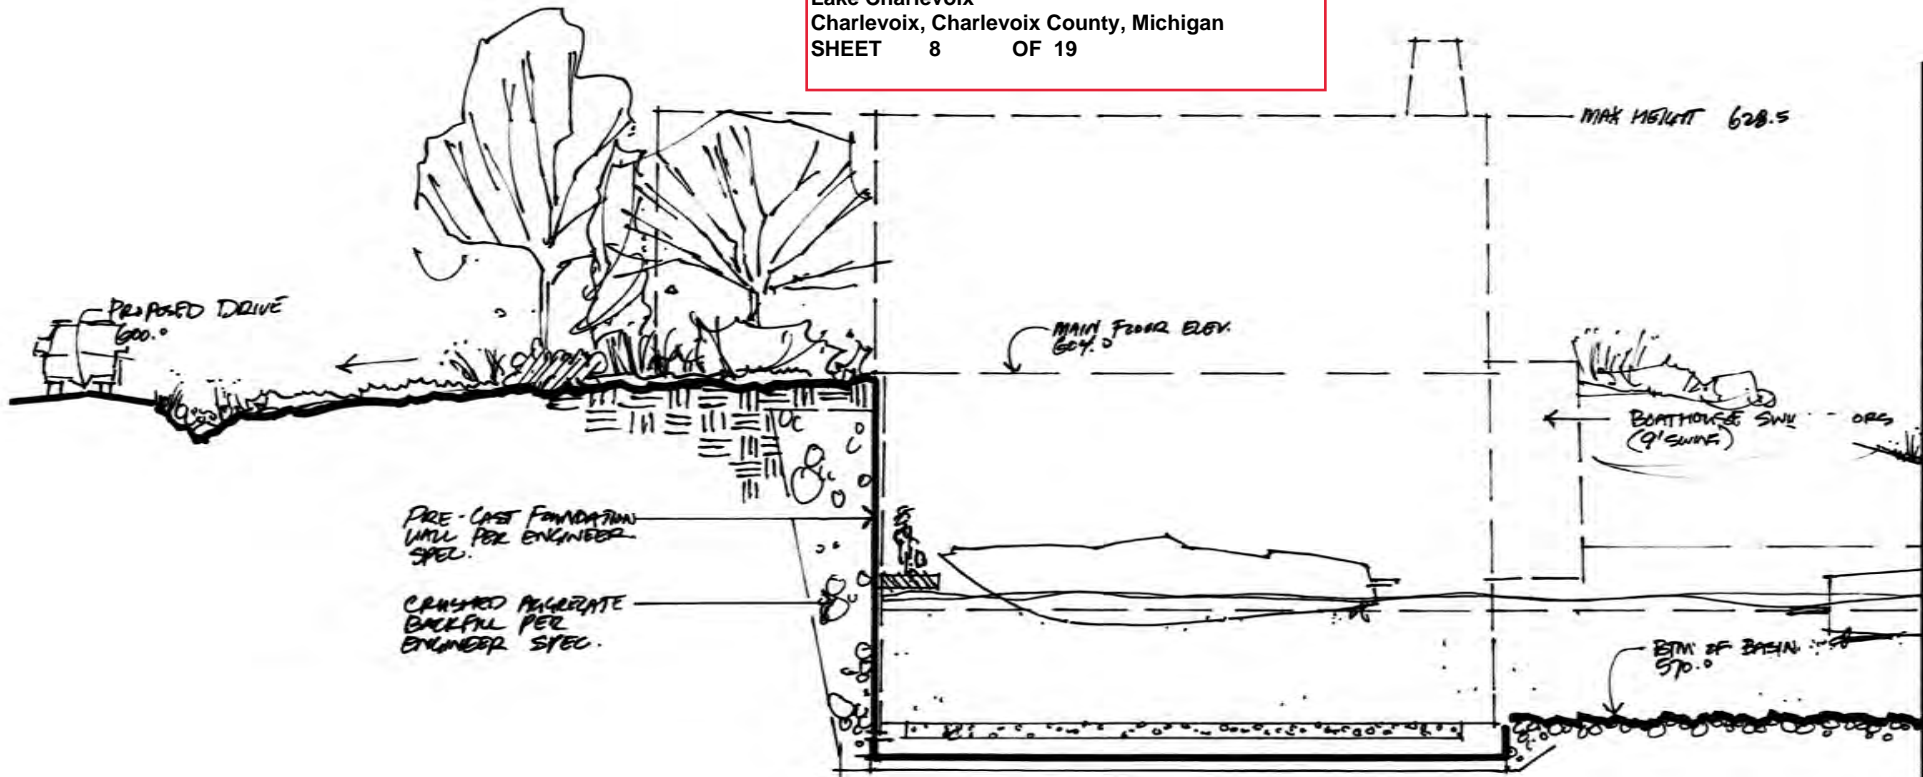 Lake Charlevoix
Charlevoix, Charlevoix County, Michigan
SHEET 8 OF 19
MAX HEIGHT 628.5
PROPOSED DRIVE
600.0
MAIN FLOOR ELEV.
604.0
BOATHOUSE SWI ORS
(9' SWING)
PRE-CAST FOUNDATION
WALL PER ENGINEER
SPEC.
CRUSHED AGGREGATE
BACKFILL PER
ENGINEER SPEC.
BTM OF BASIN
570.0